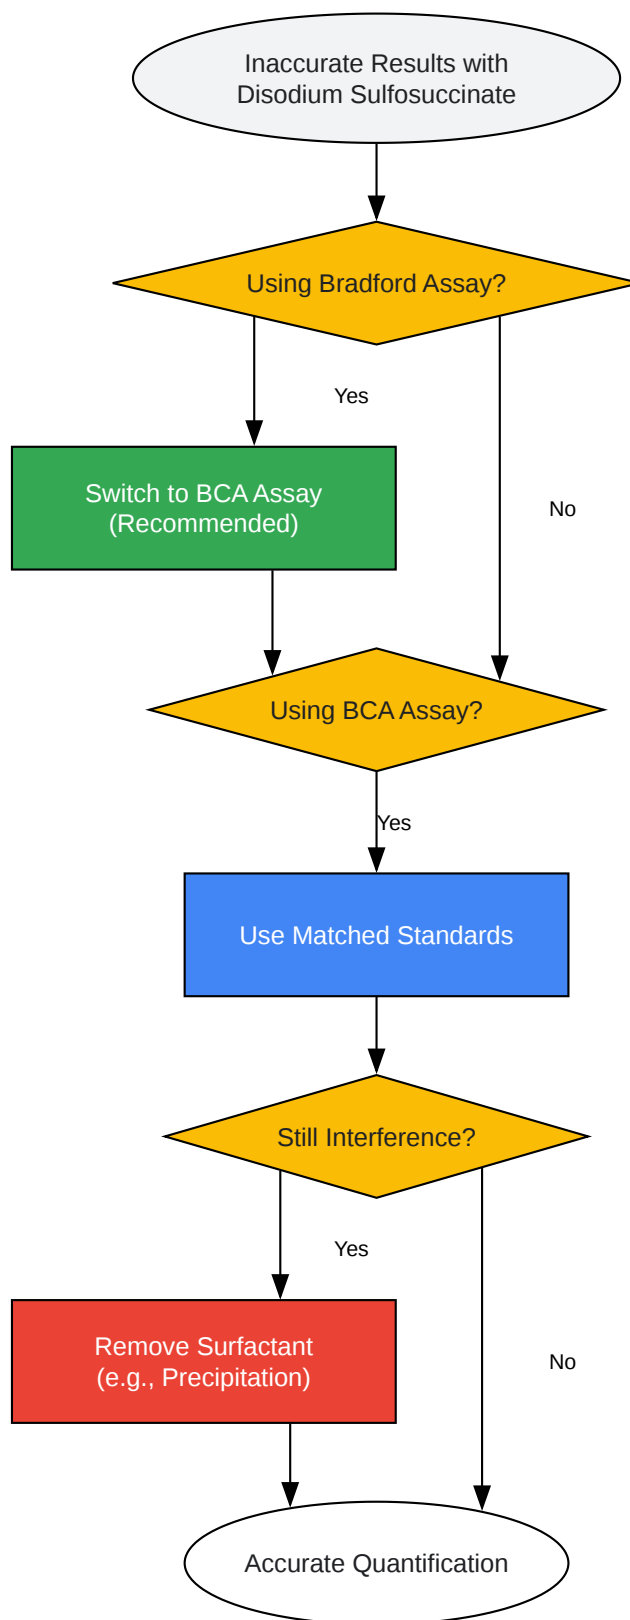 Inaccurate Results with
Disodium Sulfosuccinate
Using Bradford Assay?
Yes
Switch to BCA Assay
(Recommended)
No
Using BCA Assay?
Yes
Use Matched Standards
Still Interference?
Yes
Remove Surfactant
(e.g., Precipitation)
No
Accurate Quantification